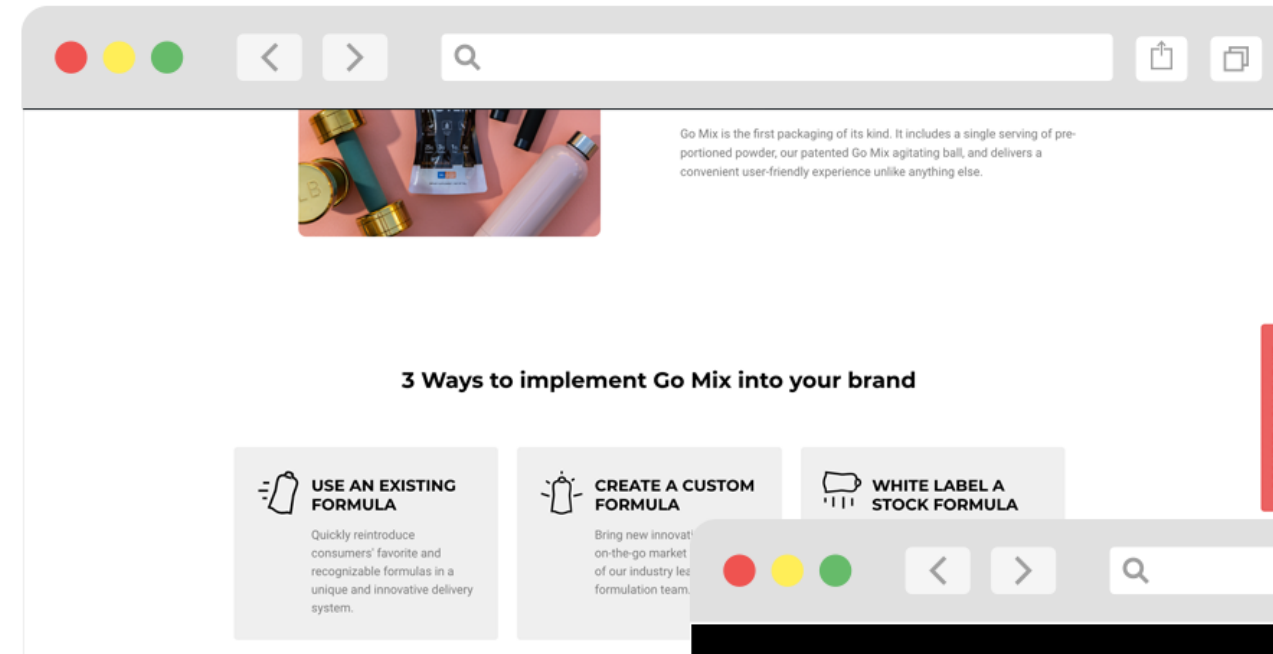 Go Mix is the first packaging of its kind. It includes a single serving of pre-
portioned powder, our patented Go Mix agitating ball, and delivers a
convenient user-friendly experience unlike anything else.
3 Ways to implement Go Mix into your brand
USE AN EXISTING
FORMULA
Quickly reintroduce
consumers' favorite and
recognizable formulas in a
unique and innovative delivery
system.
CREATE A CUSTOM
FORMULA
Bring new innovati
on-the-go market
of our industry lea
formulation team.
WHITE LABEL A
STOCK FORMULA
LB